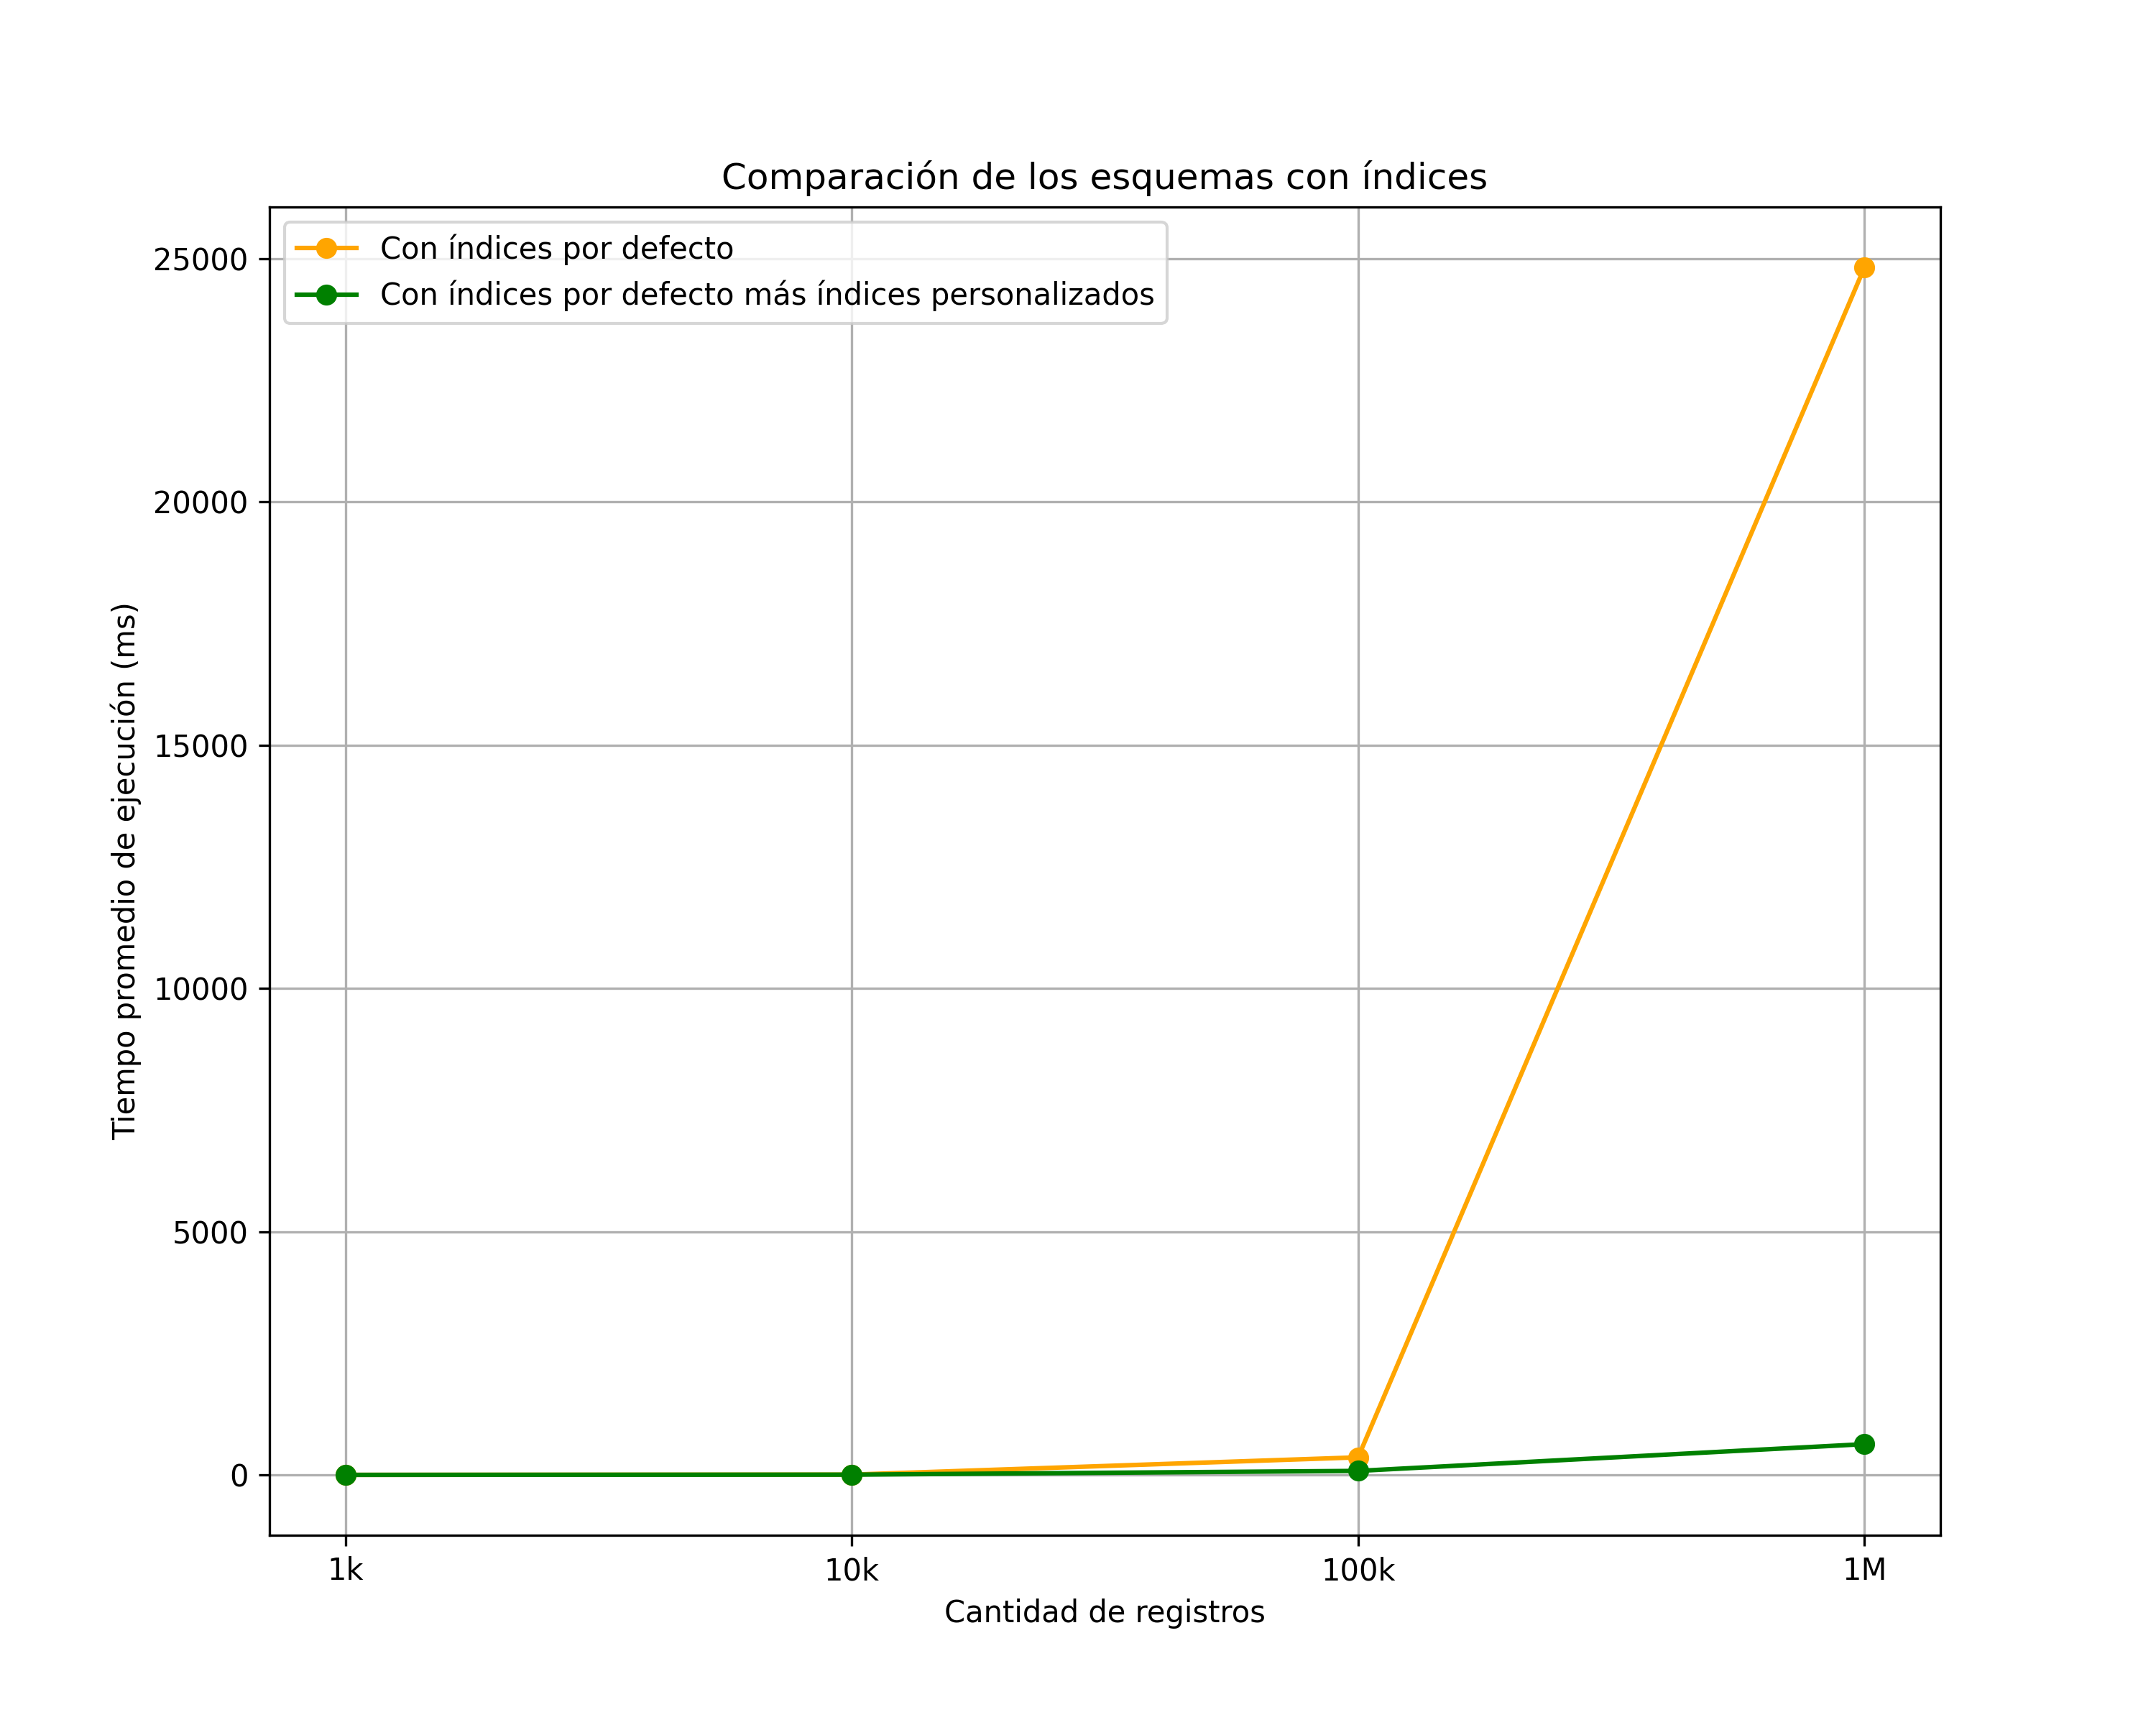 Comparación de los esquemas con índices
Con índices por defecto
Con índices por defecto más índices personalizados
Tiempo promedio de ejecución (ms)
25000
20000
15000
10000
5000
0
1k 10k 100k 1M
Cantidad de registros